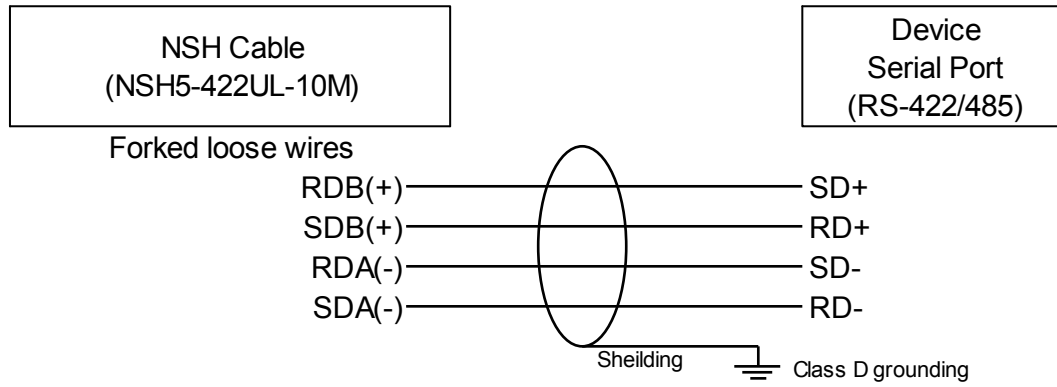 NSH Cable
(NSH5-422UL-10M)
Device
Serial Port
(RS-422/485)
Forked loose wires
RDB(+) SD+
SDB(+) RD+
RDA(-) SD-
SDA(-) RD-
Sheilding
Class D grounding